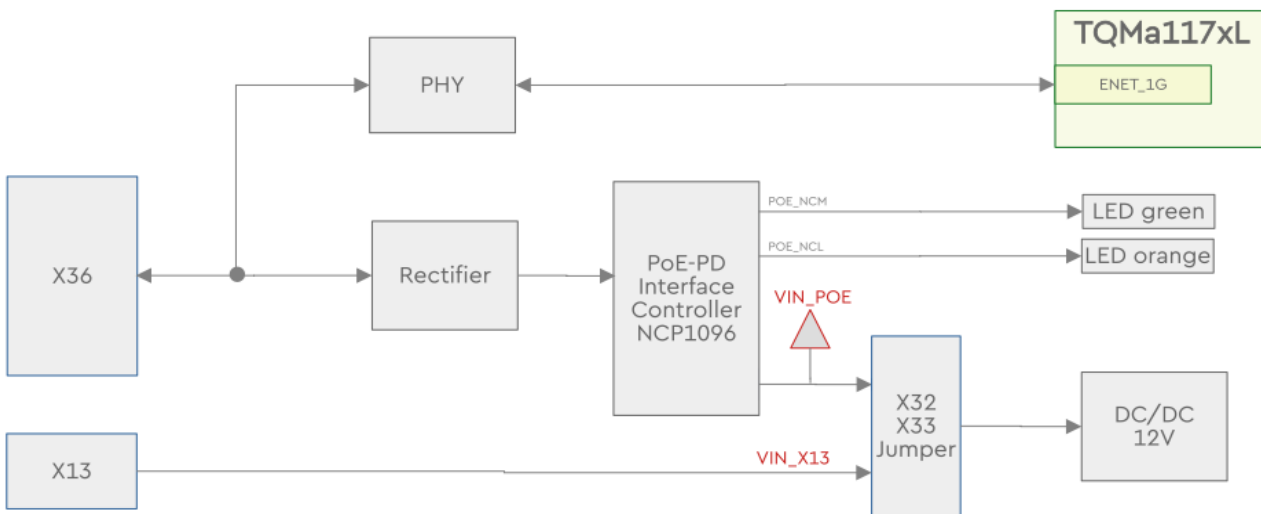 TQMa117xL
PHY
ENET_1G
X36
Rectifier
PoE-PD
Interface
Controller
NCP1096
POE_NCM
LED green
POE_NCL
LED orange
VIN_POE
X32
X33
Jumper
DC/DC
12V
X13
VIN_X13